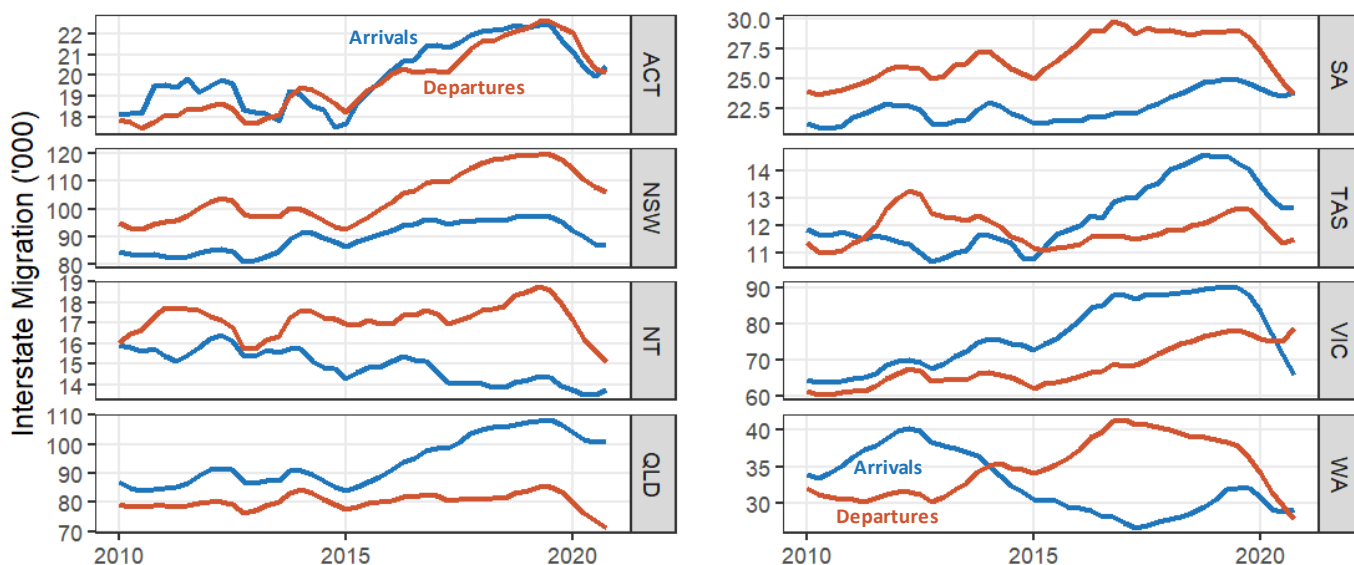 Interstate Migration ('000)
22
21
20
19
18
Arrivals
Departures
ACT
120
110
100
90
80
NSW
19
18
17
16
15
14
NT
110
100
90
80
70
QLD
2010 2015 2020
30.0
27.5
25.0
22.5
SA
14
13
12
11
TAS
90
80
70
60
VIC
40
35
30
Arrivals
Departures
WA
2010 2015 2020